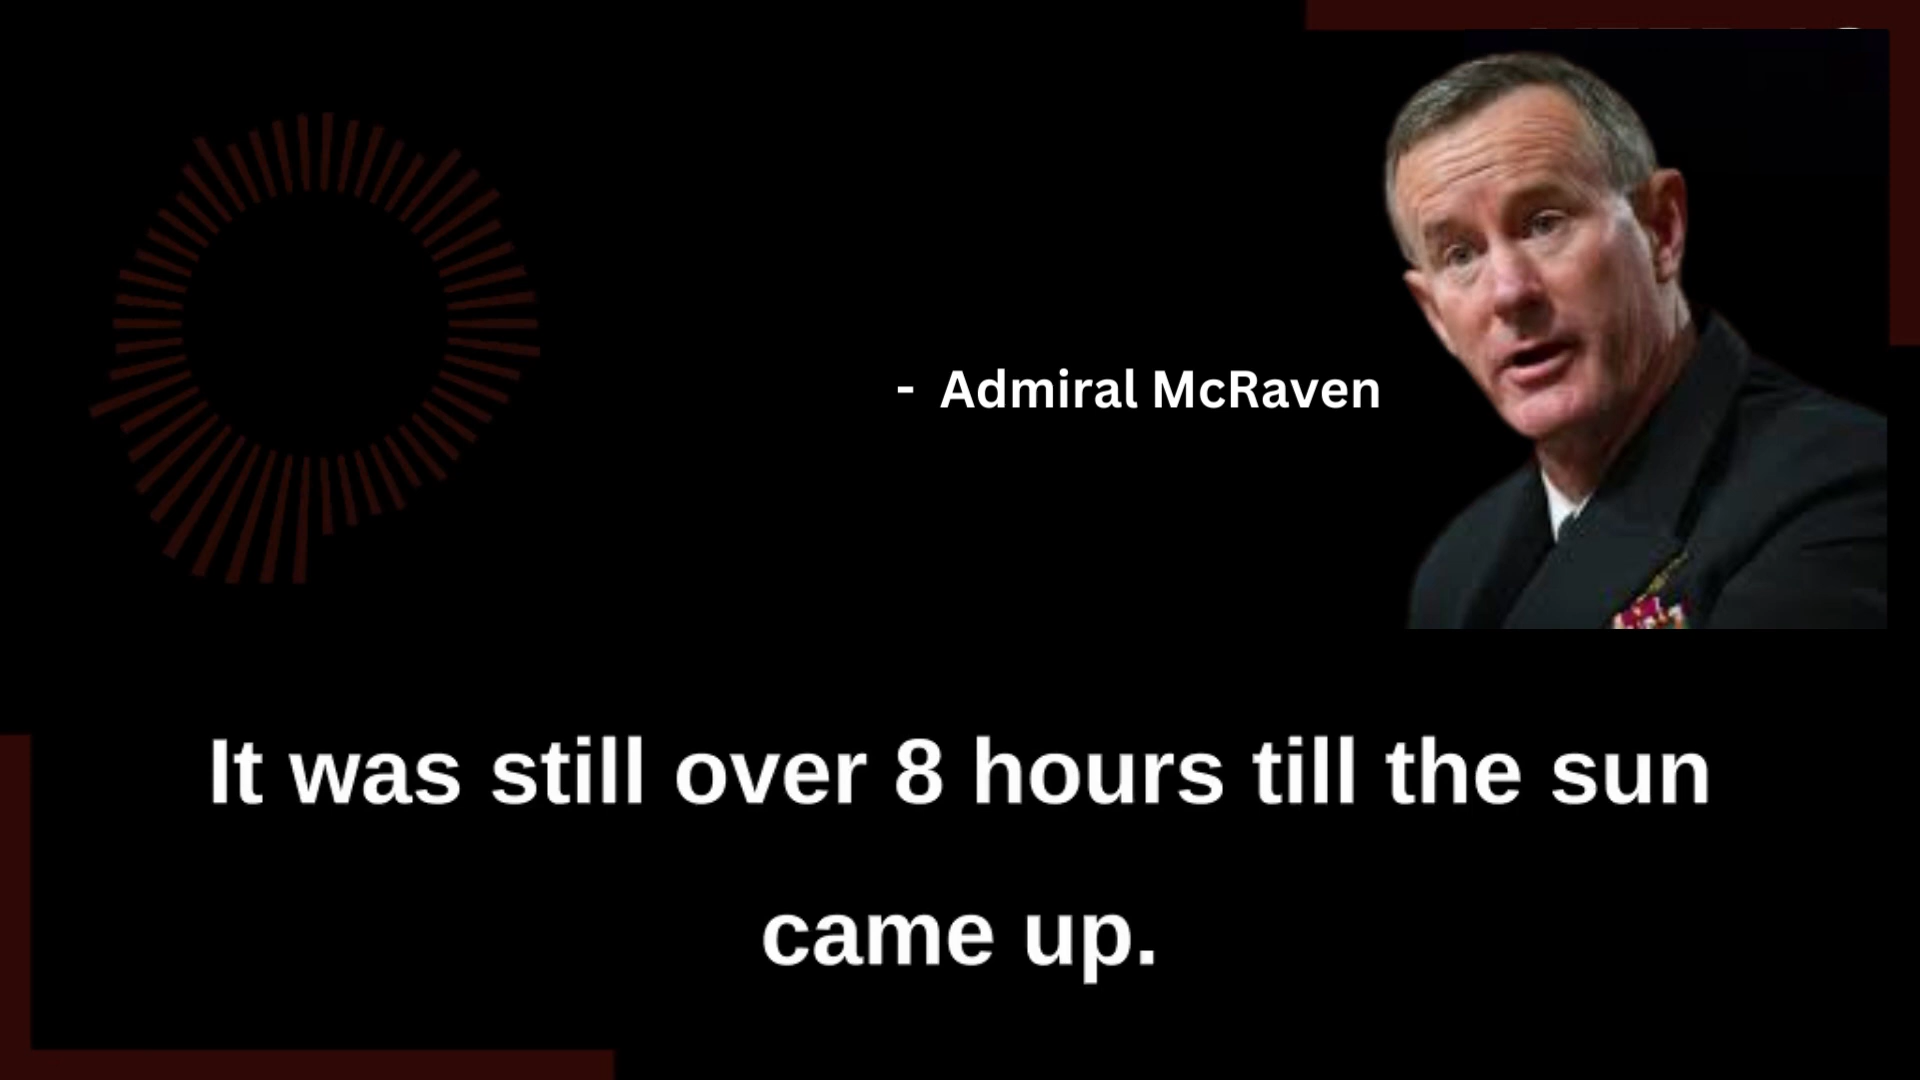 - Admiral McRaven
It was still over 8 hours till the sun
came up.